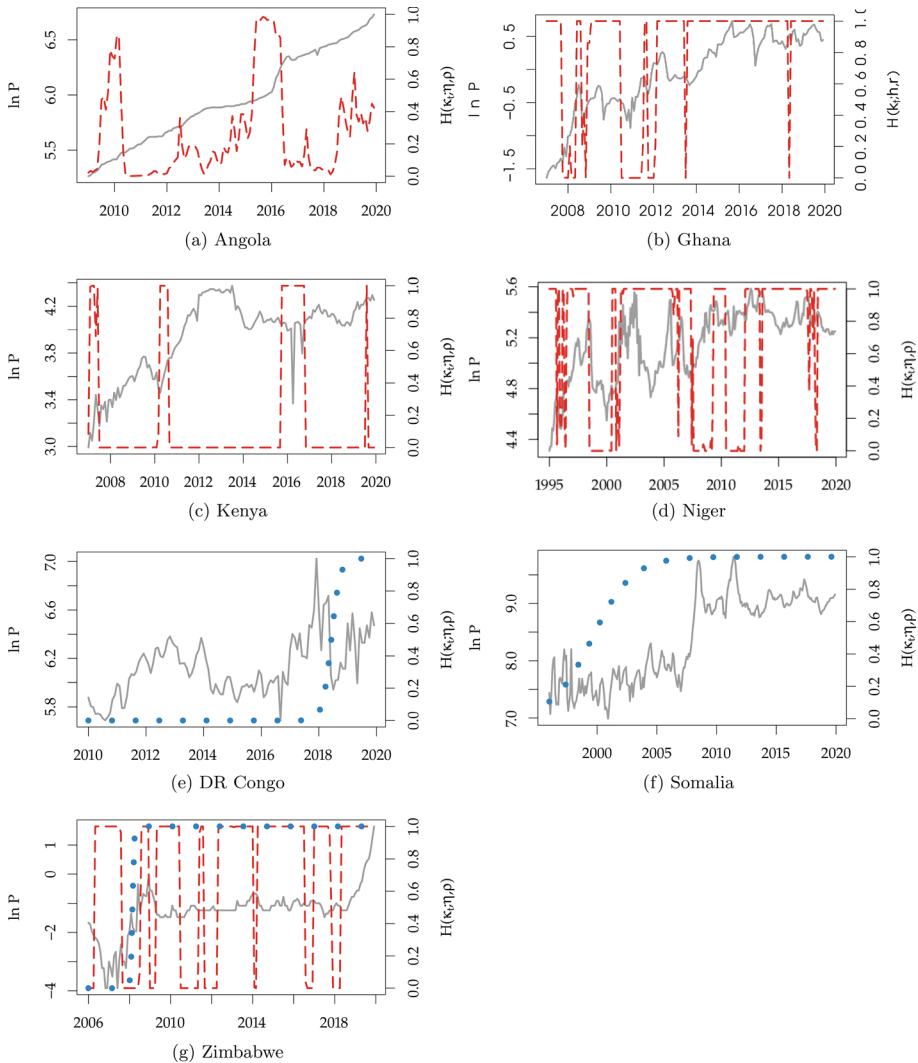 ln P
5.5 6.0 6.5
H(κt;η,ρ)
0.0 0.2 0.4 0.6 0.8 1.0
2010 2012 2014 2016 2018 2020
(a) Angola
l n P
−1.5 −0.5 0.5
H(κt;h,r)
0. 0 0. 2 0. 4 0. 6 0. 8 1. 0
2008 2010 2012 2014 2016 2018 2020
(b) Ghana
ln P
3.0 3.4 3.8 4.2
H(κt;η,ρ)
0.0 0.2 0.4 0.6 0.8 1.0
2008 2010 2012 2014 2016 2018 2020
(c) Kenya
ln P
4.4 4.8 5.2 5.6
H(κt;η,ρ)
0.0 0.2 0.4 0.6 0.8 1.0
1995 2000 2005 2010 2015 2020
(d) Niger
ln P
5.8 6.2 6.6 7.0
H(κt;η,ρ)
0.0 0.2 0.4 0.6 0.8 1.0
2010 2012 2014 2016 2018 2020
(e) DR Congo
ln P
7.0 8.0 9.0
H(κt;η,ρ)
0.0 0.2 0.4 0.6 0.8 1.0
2000 2005 2010 2015 2020
(f) Somalia
ln P
−4 −2 0 1
H(κt;η,ρ)
0.0 0.2 0.4 0.6 0.8 1.0
2006 2010 2014 2018
(g) Zimbabwe